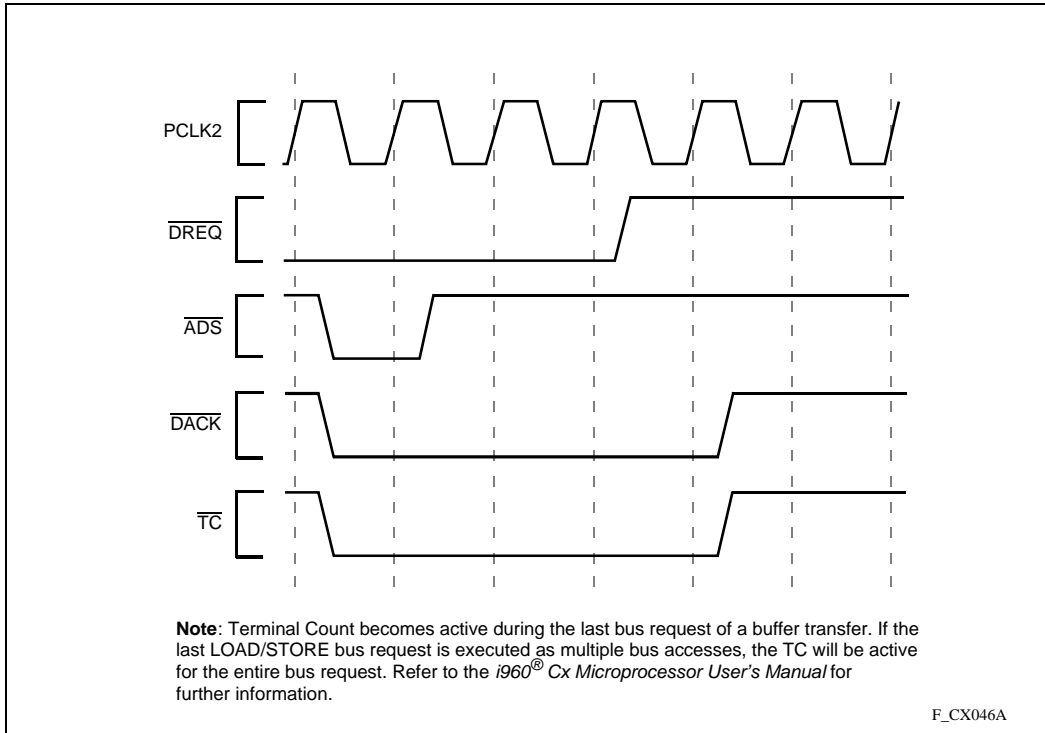 PCLK2
DREQ
ADS
DACK
TC
Note: Terminal Count becomes active during the last bus request of a buffer transfer. If the
last LOAD/STORE bus request is executed as multiple bus accesses, the TC will be active
for the entire bus request. Refer to the i960® Cx Microprocessor User's Manual for
further information.
F_CX046A